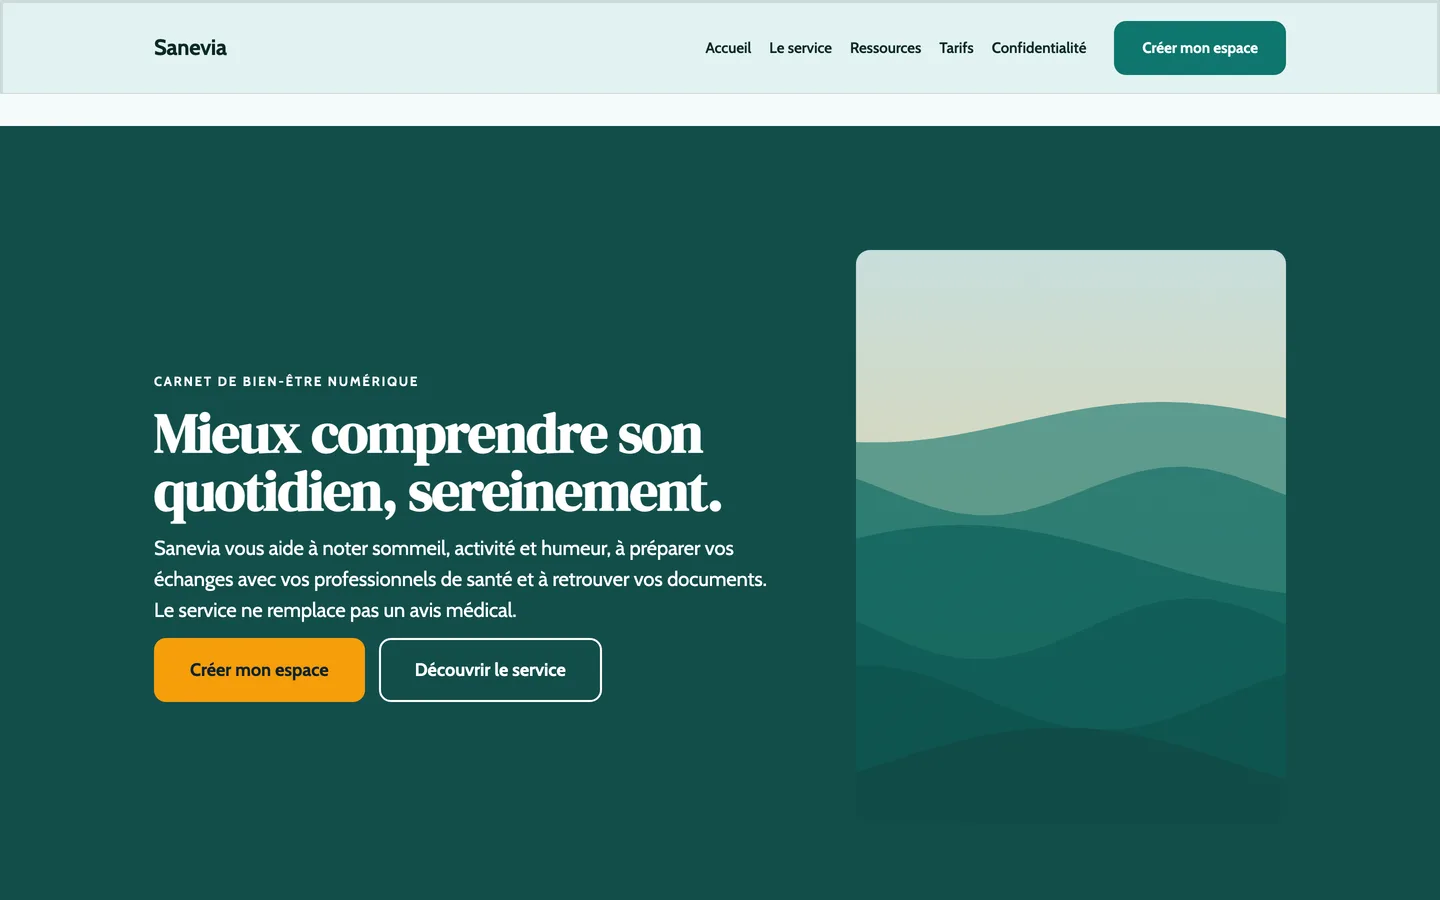 Sanevia
Accueil Le service Ressources Tarifs Confidentialité Créer mon espace
CARNET DE BIEN-ÊTRE NUMÉRIQUE
Mieux comprendre son
quotidien, sereinement.
Sanevia vous aide à noter sommeil, activité et humeur, à préparer vos
échanges avec vos professionnels de santé et à retrouver vos documents.
Le service ne remplace pas un avis médical.
Créer mon espace Découvrir le service